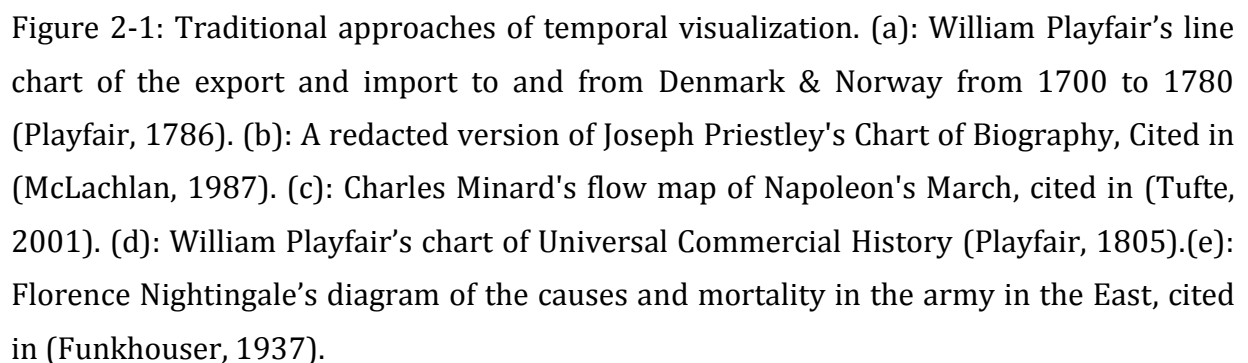 Figure 2-1: Traditional approaches of temporal visualization. (a): William Playfair’s line
chart of the export and import to and from Denmark & Norway from 1700 to 1780
(Playfair, 1786). (b): A redacted version of Joseph Priestley's Chart of Biography, Cited in
(McLachlan, 1987). (c): Charles Minard's flow map of Napoleon's March, cited in (Tufte,
2001). (d): William Playfair’s chart of Universal Commercial History (Playfair, 1805).(e):
Florence Nightingale’s diagram of the causes and mortality in the army in the East, cited
in (Funkhouser, 1937).